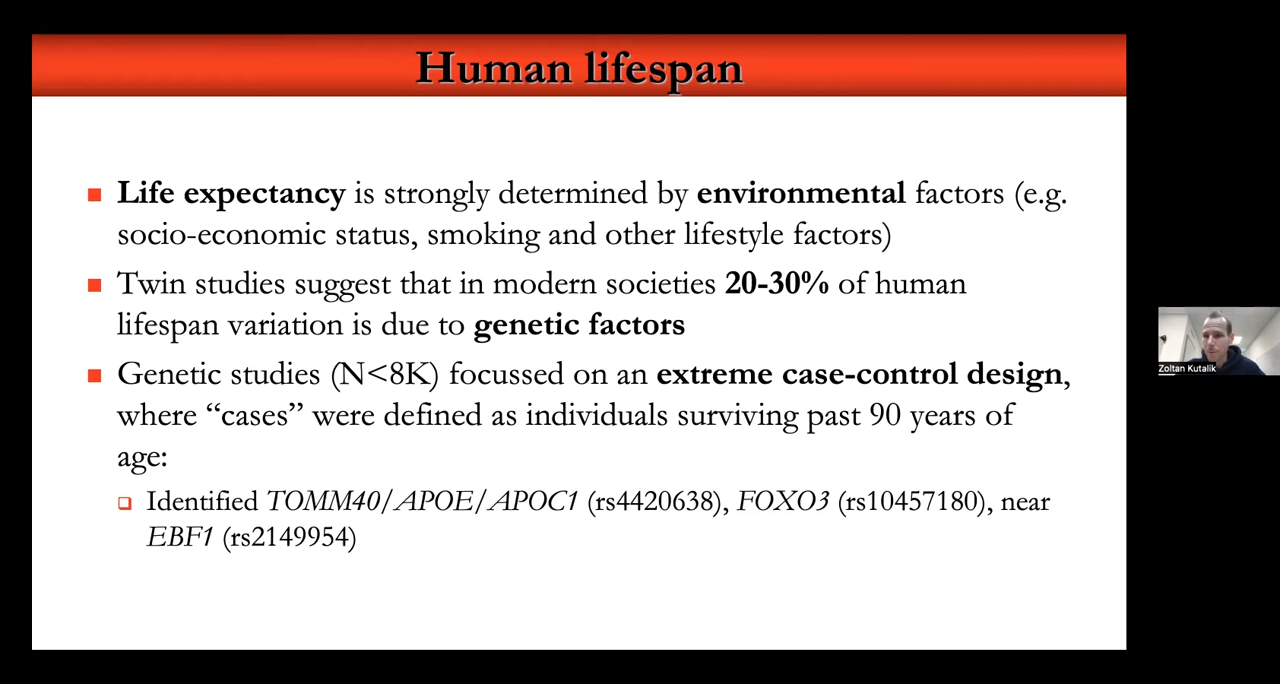 Human lifespan
Life expectancy is strongly determined by environmental factors (e.g.
socio-economic status, smoking and other lifestyle factors)
Twin studies suggest that in modern societies 20-30% of human
lifespan variation is due to genetic factors
Genetic studies (N<8K) focussed on an extreme case-control design,
where “cases” were defined as individuals surviving past 90 years of
age:
Identified TOMM40/APOE/APOC1 (rs4420638), FOXO3 (rs10457180), near
EBF1 (rs2149954)
Zoltan Kutalik